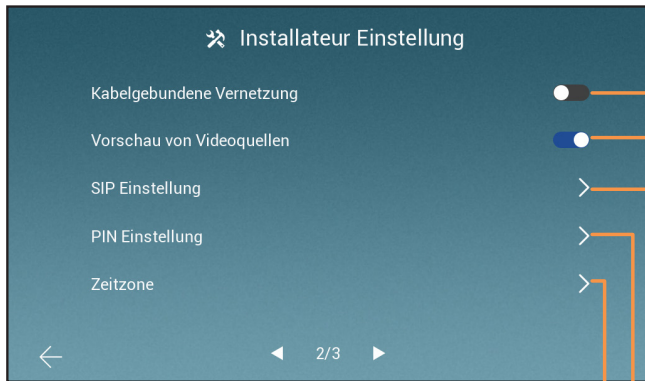 Installateur Einstellung
Kabelgebundene Vernetzung
Vorschau von Videoquellen
SIP Einstellung
PIN Einstellung
Zeitzone
2/3